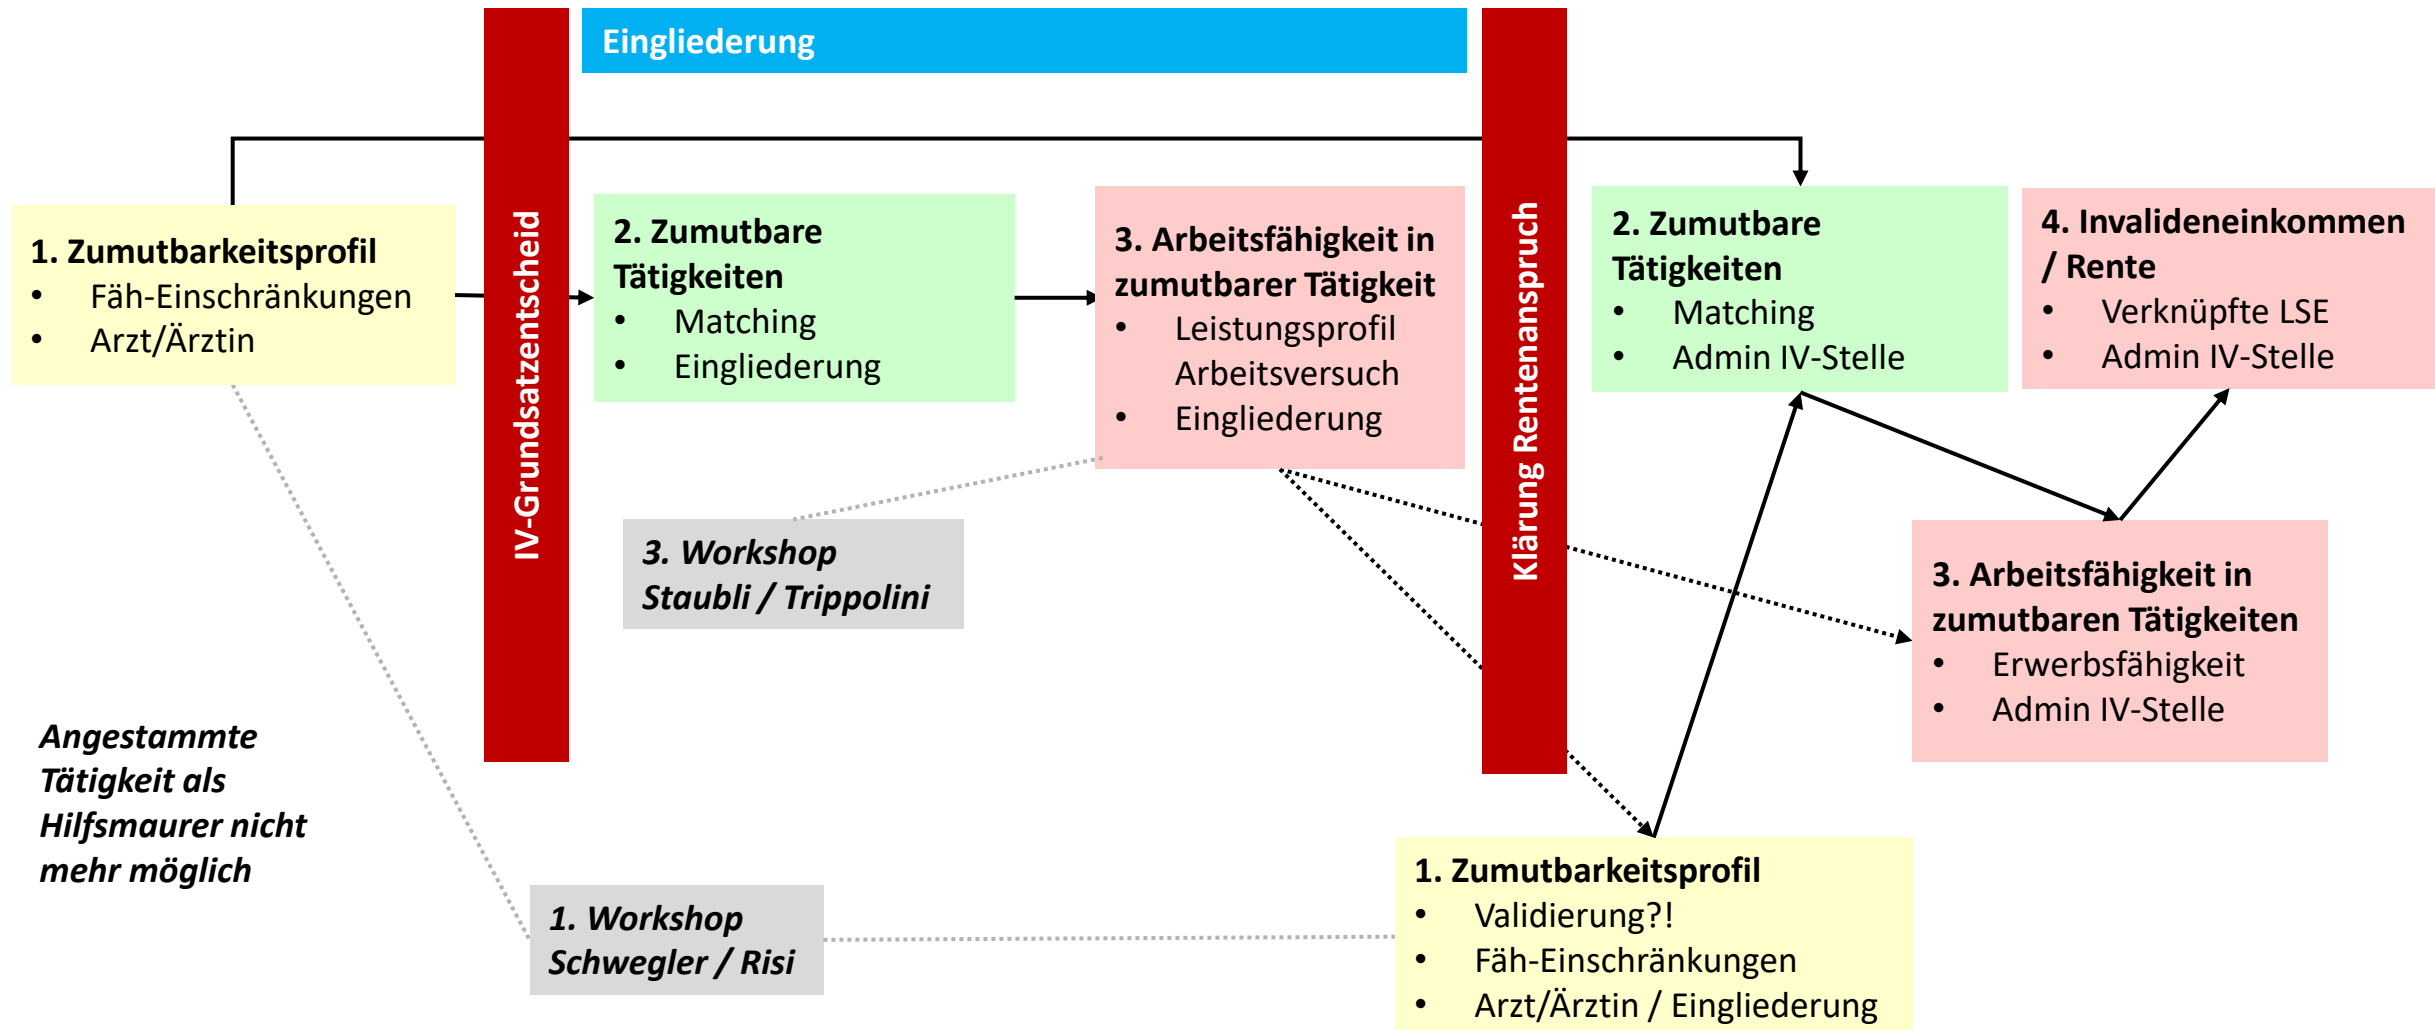 Eingliederung
1. Zumutbarkeitsprofil
• Fäh-Einschränkungen
• Arzt/Ärztin
IV-Grundsatzentscheid
2. Zumutbare
Tätigkeiten
• Matching
• Eingliederung
3. Arbeitsfähigkeit in
zumutbarer Tätigkeit
• Leistungsprofil
Arbeitsversuch
• Eingliederung
Klärung Rentenanspruch
2. Zumutbare
Tätigkeiten
• Matching
• Admin IV-Stelle
4. Invalideneinkommen
/ Rente
• Verknüpfte LSE
• Admin IV-Stelle
3. Workshop
Staubli / Trippolini
3. Arbeitsfähigkeit in
zumutbaren Tätigkeiten
• Erwerbsfähigkeit
• Admin IV-Stelle
Angestammte
Tätigkeit als
Hilfsmaurer nicht
mehr möglich
1. Workshop
Schwegler / Risi
1. Zumutbarkeitsprofil
• Validierung?!
• Fäh-Einschränkungen
• Arzt/Ärztin / Eingliederung